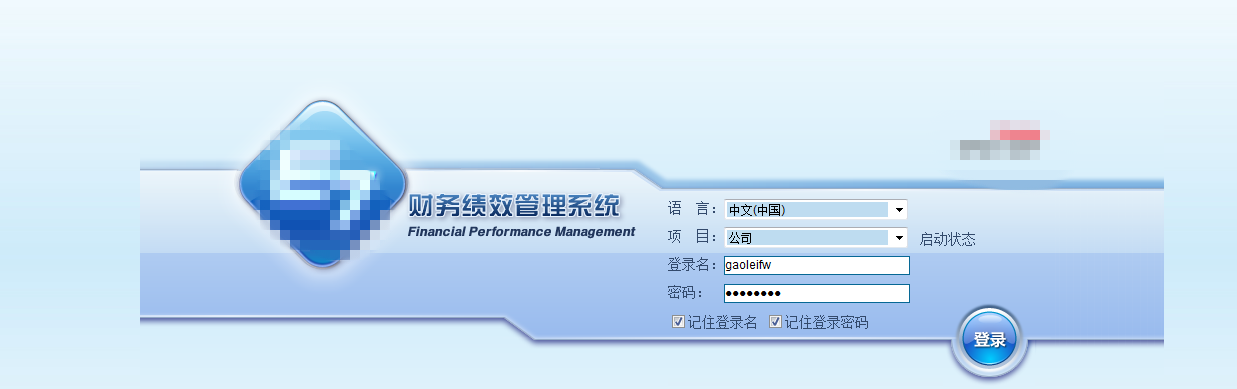 财务绩效管理系统
Financial Performance Management
语 言： 中文(中国)
项 目： 公司 启动状态
登录名： gaoleifw
密码： ●●●●●●●●
记住登录名 记住登录密码
登录